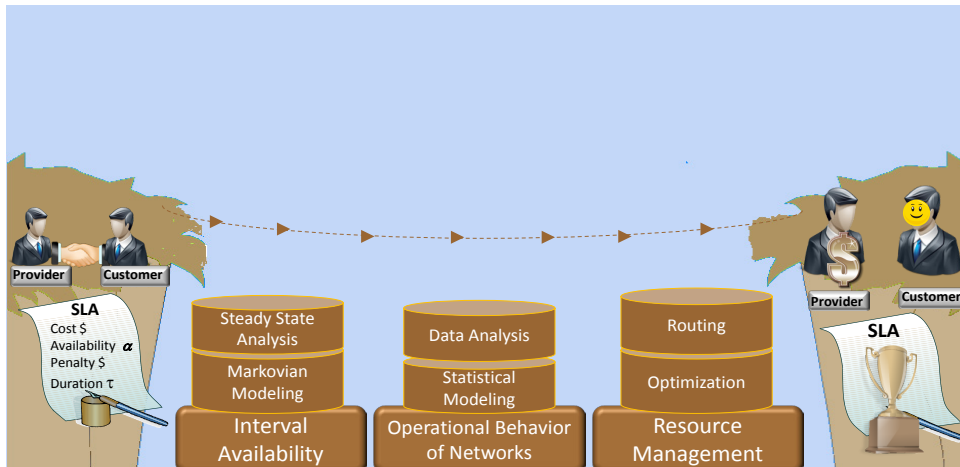 Provider
Customer
SLA
Cost $
Availability α
Penalty $
Duration τ
Steady State
Analysis
Markovian
Modeling
Interval
Availability
Data Analysis
Statistical
Modeling
Operational Behavior
of Networks
Routing
Optimization
Resource
Management
$
Provider
Customer
SLA